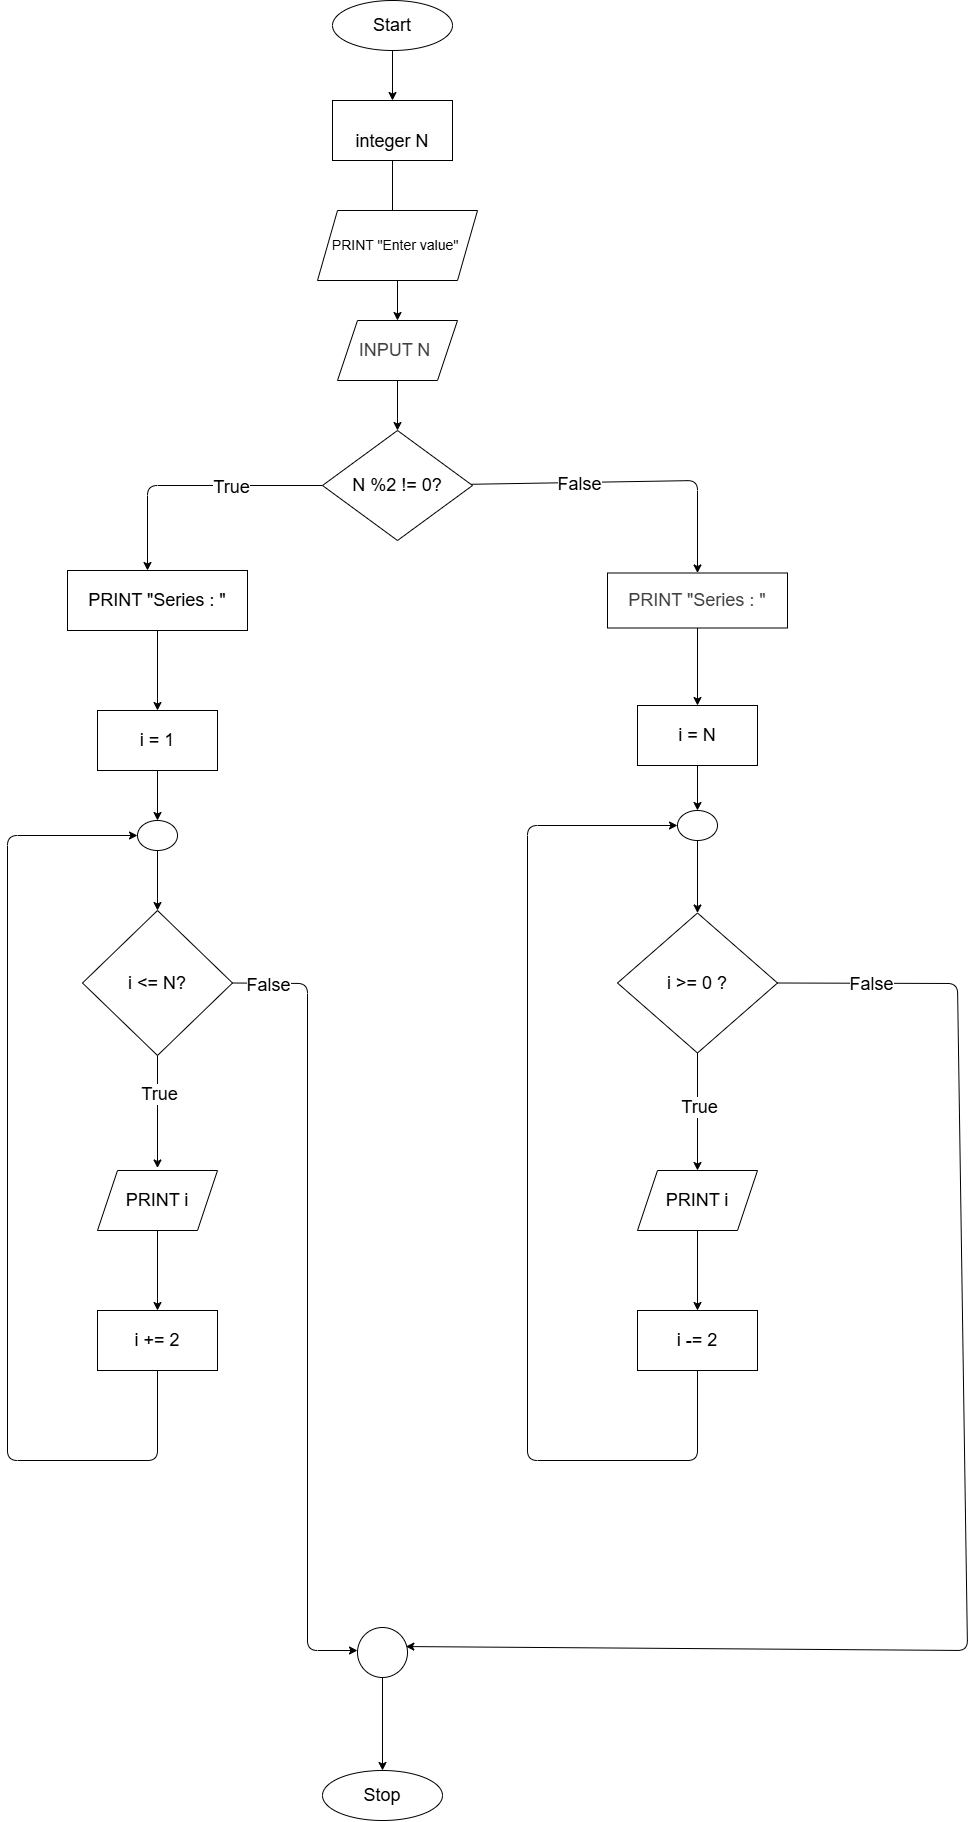 Start
integer N
PRINT "Enter value"
INPUT N
N %2 != 0?
True
False
PRINT "Series : "
PRINT "Series : "
i = 1
i = N
i <= N?
False
i >= 0 ?
False
True
True
PRINT i
PRINT i
i += 2
i -= 2
Stop